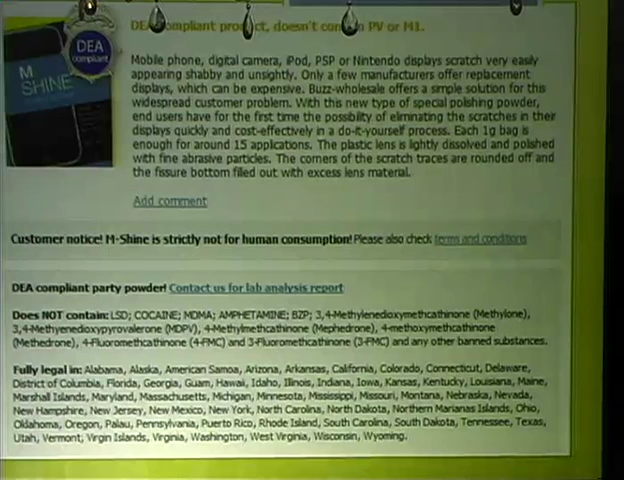 DEA compliant product, doesn't contain PV or M1.
DEA
compliant
M
SHINE
Mobile phone, digital camera, iPod, PSP or Nintendo displays scratch very easily
appearing shabby and unsightly. Only a few manufacturers offer replacement
displays, which can be expensive. Buzz-wholesale offers a simple solution for this
widespread customer problem. With this new type of special polishing powder,
end users have for the first time the possibility of eliminating the scratches in their
displays quickly and cost-effectively in a do-it-yourself process. Each 1g bag is
enough for around 15 applications. The plastic lens is lightly dissolved and polished
with fine abrasive particles. The corners of the scratch traces are rounded off and
the fissure bottom filled out with excess lens material.
Add comment
Customer notice! M-Shine is strictly not for human consumption! Please also check terms and conditions
DEA compliant party powder! Contact us for lab analysis report
Does NOT contain: LSD; COCAINE; MDMA; AMPHETAMINE; BZP; 3,4-Methylenedioxymethcathinone (Methylone),
3,4-Methyenedioxypyrovalerone (MDPV), 4-Methylmethcathinone (Mephedrone), 4-methoxymethcathinone
(Methedrone), 4-Fluoromethcathinone (4-FMC) and 3-Fluoromethcathinone (3-FMC) and any other banned substances.
Fully legal in: Alabama, Alaska, American Samoa, Arizona, Arkansas, California, Colorado, Connecticut, Delaware,
District of Columbia, Florida, Georgia, Guam, Hawaii, Idaho, Illinois, Indiana, Iowa, Kansas, Kentucky, Louisiana, Maine,
Marshall Islands, Maryland, Massachusetts, Michigan, Minnesota, Mississippi, Missouri, Montana, Nebraska, Nevada,
New Hampshire, New Jersey, New Mexico, New York, North Carolina, North Dakota, Northern Marianas Islands, Ohio,
Oklahoma, Oregon, Palau, Pennsylvania, Puerto Rico, Rhode Island, South Carolina, South Dakota, Tennessee, Texas,
Utah, Vermont, Virgin Islands, Virginia, Washington, West Virginia, Wisconsin, Wyoming.